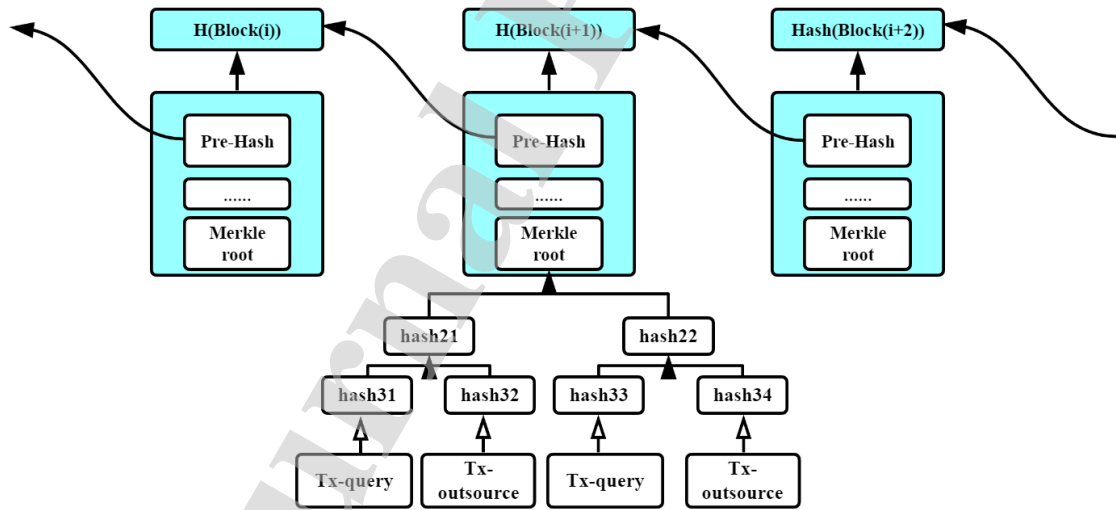 H(Block(i))
H(Block(i+1))
Hash(Block(i+2))
Pre-Hash
Pre-Hash
Pre-Hash
......
......
......
Merkle
root
Merkle
root
Merkle
root
hash21
hash22
hash31
hash32
hash33
hash34
Tx-query
Tx-
outsource
Tx-query
Tx-
outsource